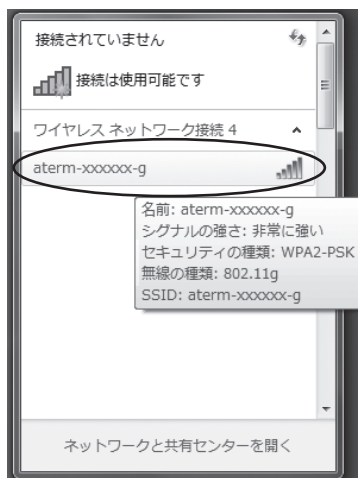 接続されていません
接続は使用可能です
ワイヤレス ネットワーク接続 4
aterm-xxxxxx-g
名前: aterm-xxxxxx-g
シグナルの強さ: 非常に強い
セキュリティの種類: WPA2-PSK
無線の種類: 802.11g
SSID: aterm-xxxxxx-g
ネットワークと共有センターを開く